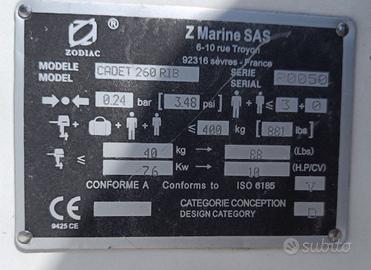 Z ®
ZODIAC
Z Marine SAS
6-10 rue Troyon
92316 sèvres - France
MODELE
MODEL
CADET 260 RIB
SERIE
SERIAL
F0050
0.24 bar [ 3.48 psi ] + ≤ 3 + 0
+ + + ≤ 400 kg [ 881 lbs ]
≤ 40 kg → 88 (Lbs)
7.6 Kw → 10 (H.P/CV)
CONFORME A Conforms to ISO 6185 V
CE
9425 CE
CATEGORIE CONCEPTION
DESIGN CATEGORY
D
subito